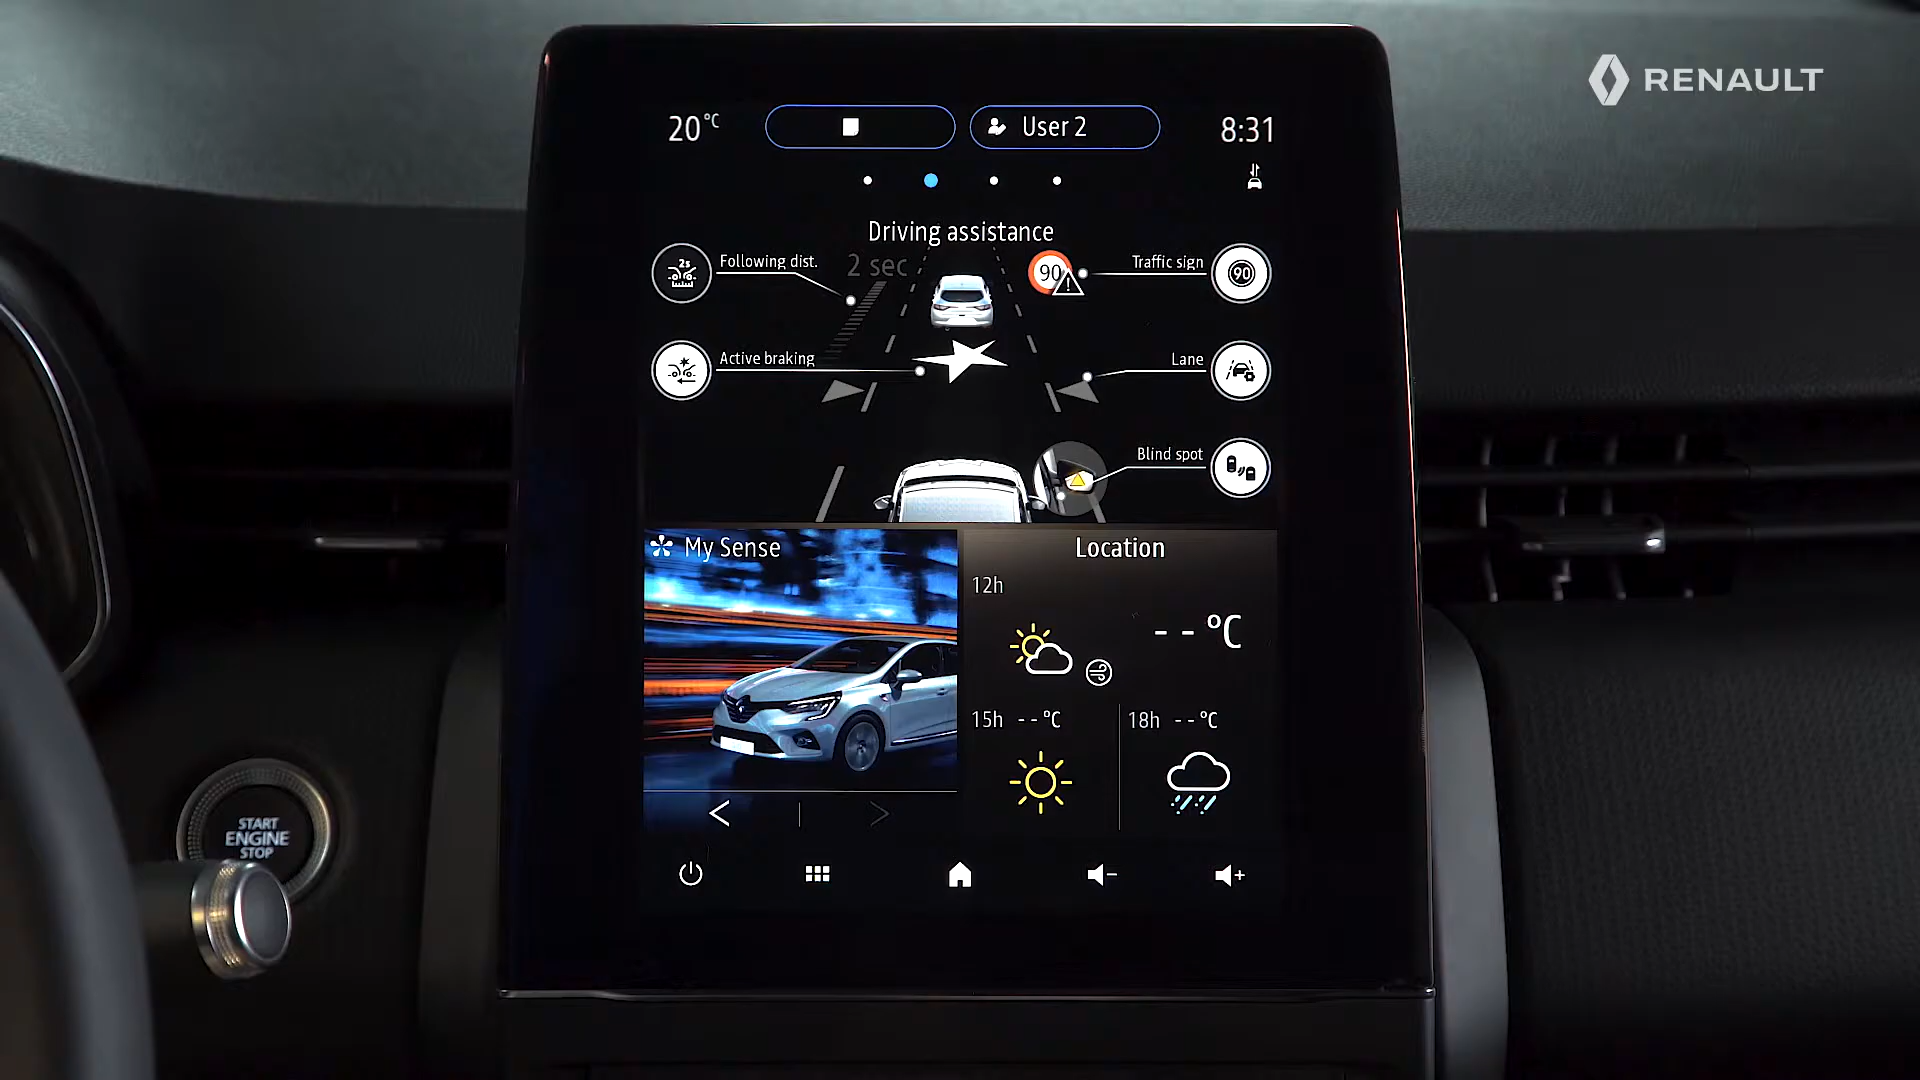 RENAULT
20°C
User 2
8:31
Driving assistance
2s
Following dist.
2 sec
90
Traffic sign
90
Active braking
Lane
Blind spot
My Sense
Location
12h
-- °C
15h -- °C
18h -- °C
START
ENGINE
STOP